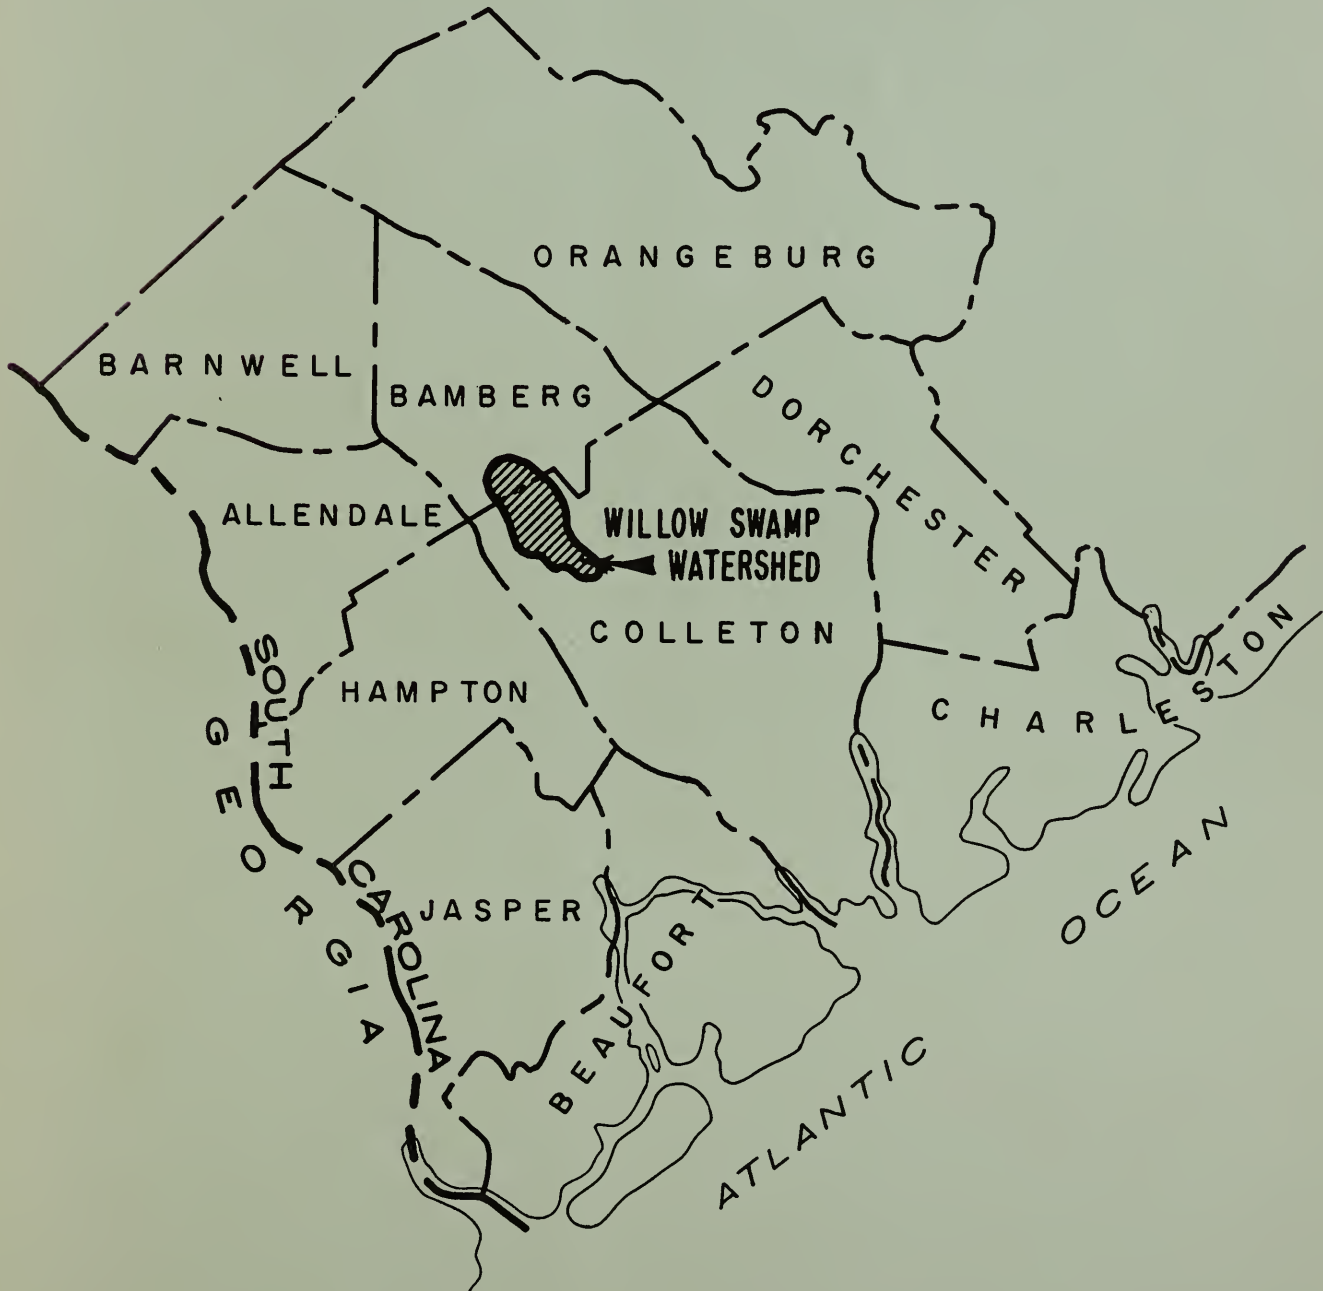 ORANGEBURG
BARNWELL
BAMBERG
DORCHESTER
ALLENDALE
WILLOW SWAMP
WATERSHED
COLLETON
HAMPTON
CHARLESTON
SOUTH CAROLINA
GEORGIA
JASPER
BEAUFORT
ATLANTIC OCEAN